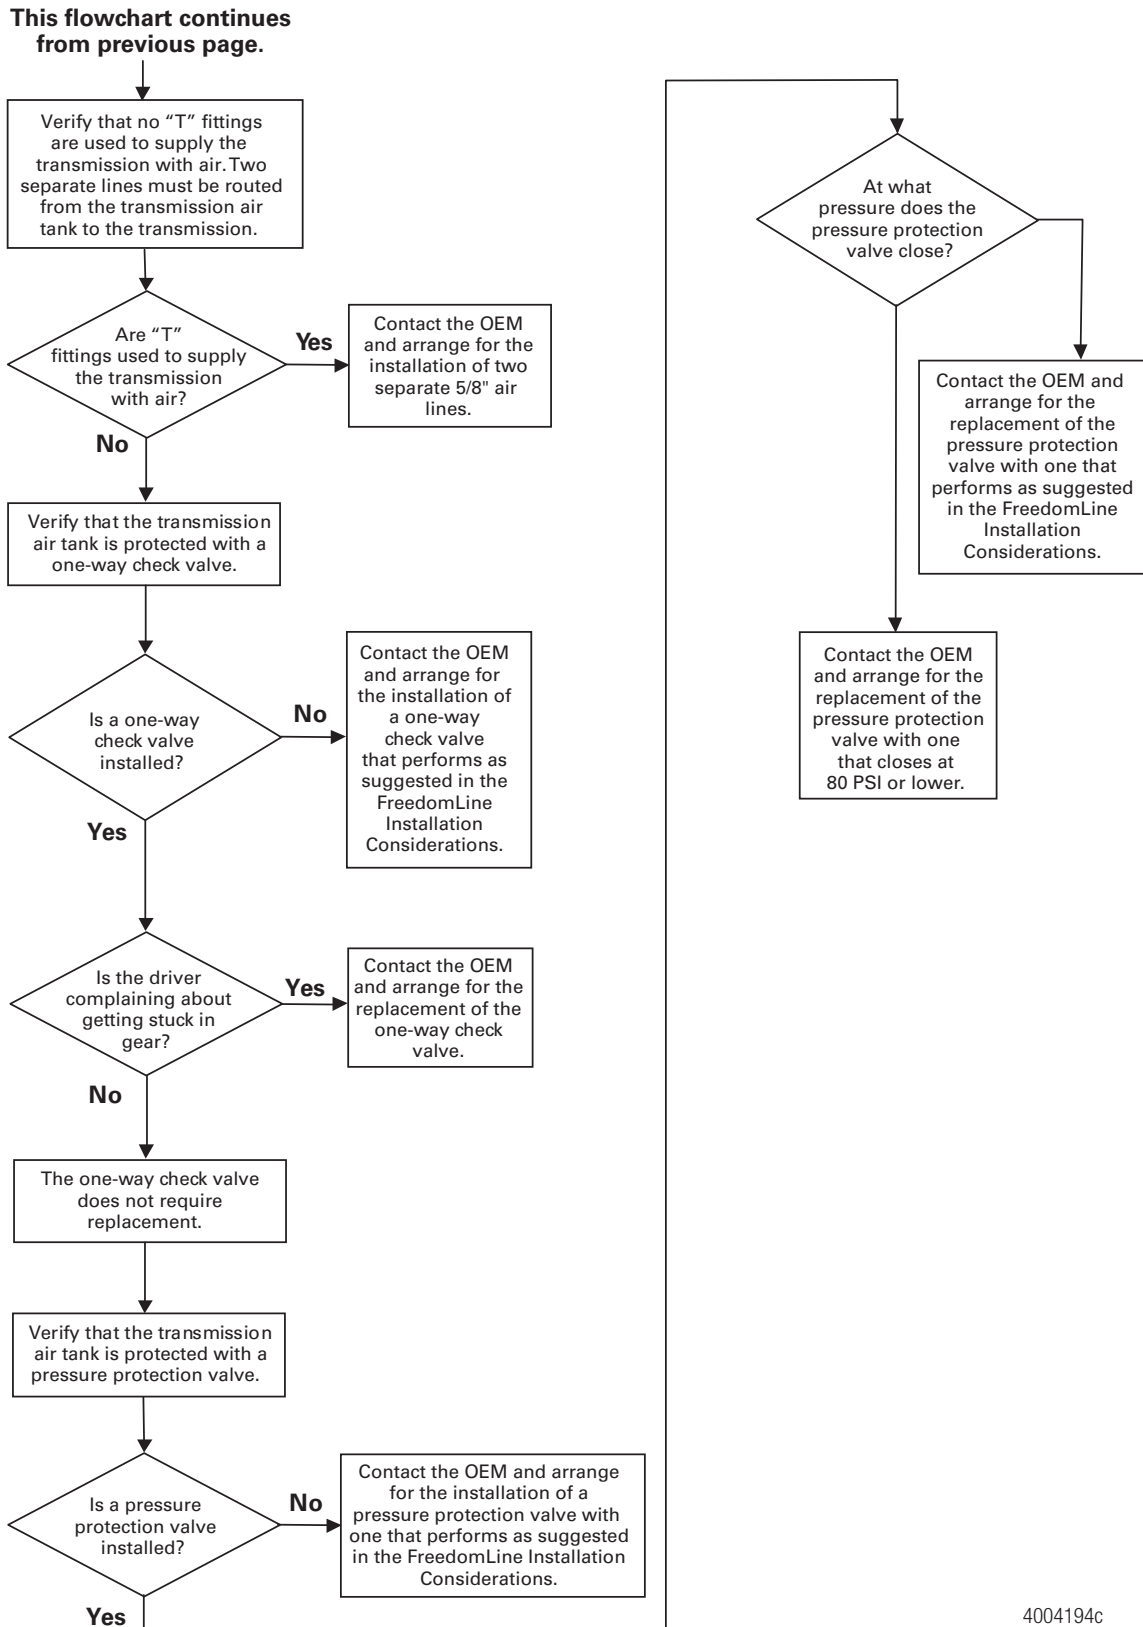 This flowchart continues
from previous page.
Verify that no “T” fittings
are used to supply the
transmission with air. Two
separate lines must be routed
from the transmission air
tank to the transmission.
Are “T”
fittings used to supply
the transmission
with air?
Yes
Contact the OEM
and arrange for the
installation of two
separate 5/8" air
lines.
No
Verify that the transmission
air tank is protected with a
one-way check valve.
Is a one-way
check valve
installed?
No
Contact the OEM
and arrange for
the installation of
a one-way
check valve
that performs as
suggested in the
FreedomLine
Installation
Considerations.
Yes
Is the driver
complaining about
getting stuck in
gear?
Yes
Contact the OEM
and arrange for the
replacement of the
one-way check
valve.
No
The one-way check valve
does not require
replacement.
Verify that the transmission
air tank is protected with a
pressure protection valve.
Is a pressure
protection valve
installed?
No
Contact the OEM and arrange
for the installation of a
pressure protection valve with
one that performs as suggested
in the FreedomLine Installation
Considerations.
Yes
At what
pressure does the
pressure protection
valve close?
Contact the OEM and
arrange for the
replacement of the
pressure protection
valve with one that
performs as suggested
in the FreedomLine
Installation
Considerations.
Contact the OEM
and arrange for the
replacement of the
pressure protection
valve with one
that closes at
80 PSI or lower.
4004194c